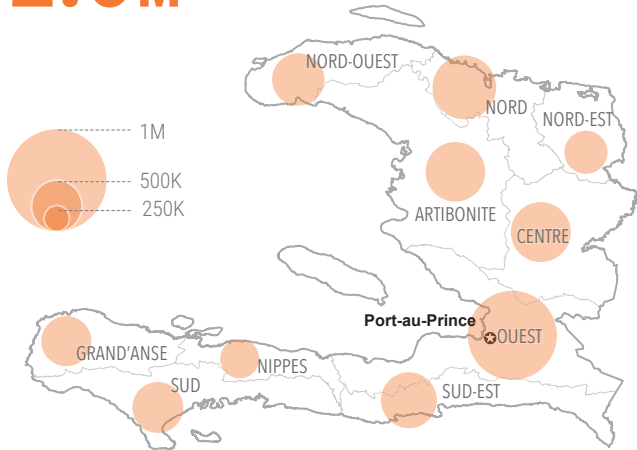 1M
500K
250K
NORD-OUEST
NORD
NORD-EST
ARTIBONITE
CENTRE
Port-au-Prince
OUEST
GRAND'ANSE
NIPPES
SUD
SUD-EST